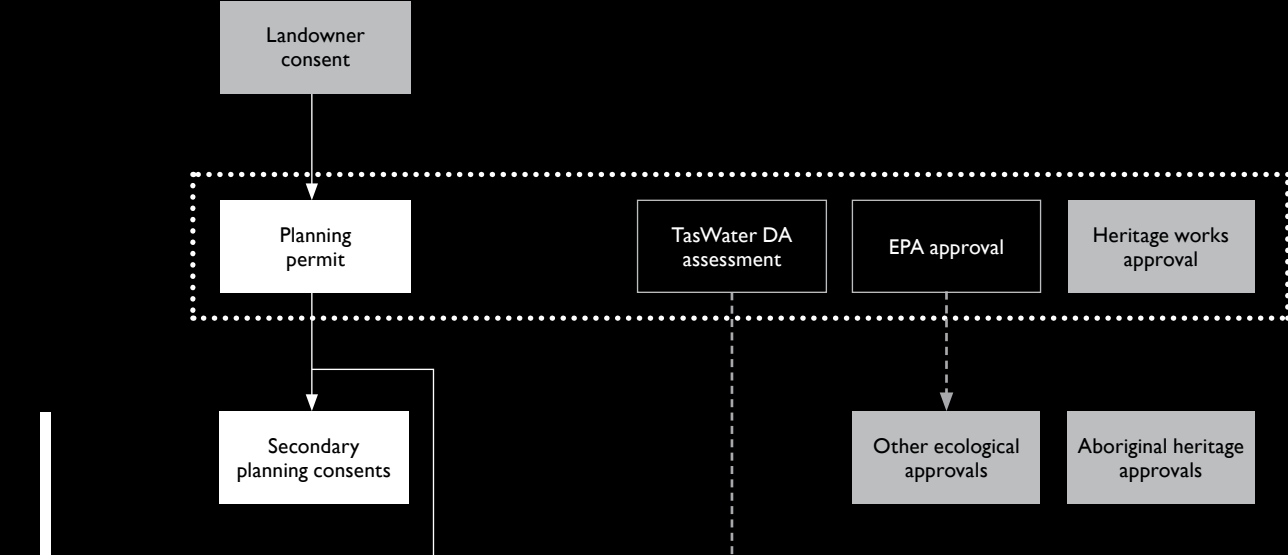 Landowner
consent
Planning
permit
TasWater DA
assessment
EPA approval
Heritage works
approval
Secondary
planning consents
Other ecological
approvals
Aboriginal heritage
approvals